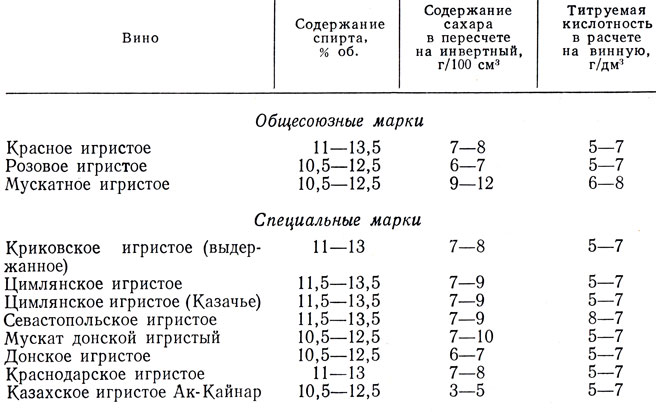 Вино Содержание спирта, % об. Содержание сахара в пересчете на инвертный, г/100 см³ Титруемая кислотность в расчете на винную, г/дм³
Общесоюзные марки
Красное игристое 11—13,5 7—8 5—7
Розовое игристое 10,5—12,5 6—7 5—7
Мускатное игристое 10,5—12,5 9—12 6—8
Специальные марки
Криковское игристое (выдер- 11—13 7—8 5—7
жанное)
Цимлянское игристое 11,5—13,5 7—9 5—7
Цимлянское игристое (Казачье) 11,5—13,5 7—9 5—7
Севастопольское игристое 11,5—13,5 7—9 8—7
Мускат донской игристый 10,5—12,5 7—10 5—7
Донское игристое 10,5—12,5 6—7 5—7
Краснодарское игристое 11—13 7—8 5—7
Казахское игристое Ак-Кайнар 10,5—12,5 3—5 5—7